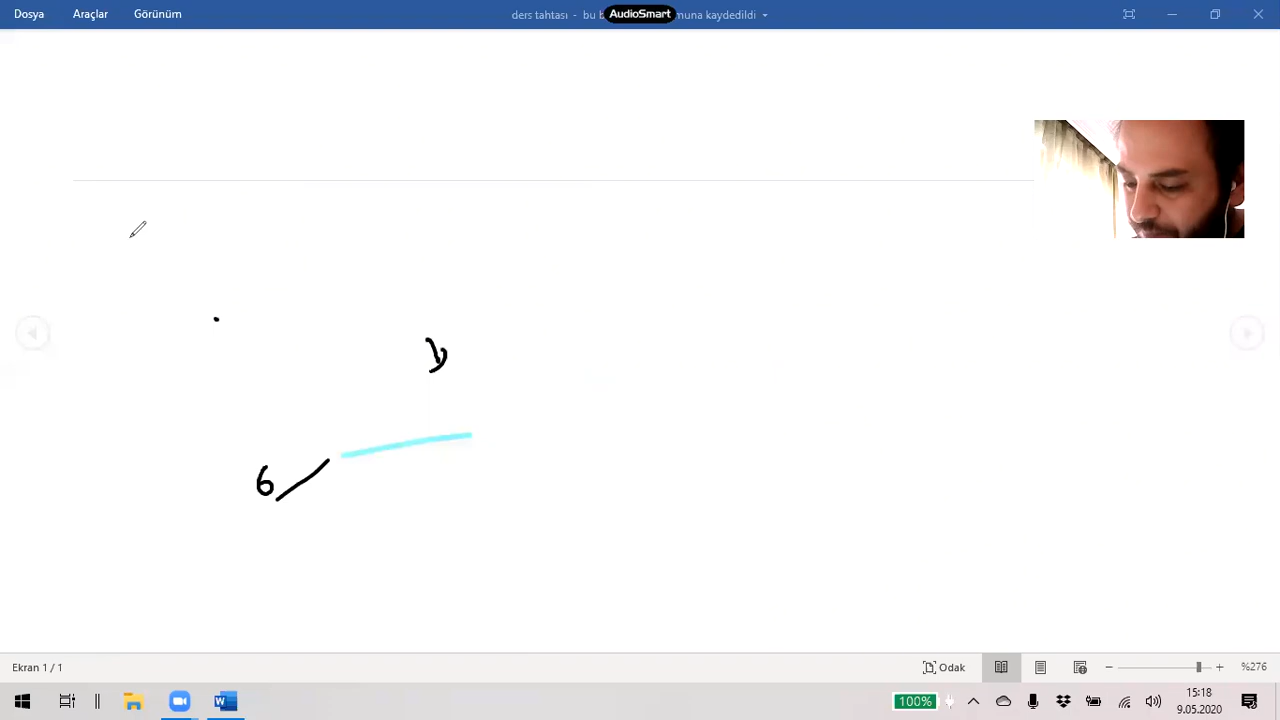 Dosya Araçlar Görünüm
ders tahtası - bu b
AudioSmart
muna kaydedildi
6
Ekran 1 / 1
Odak
%276
100%
15:18
9.05.2020